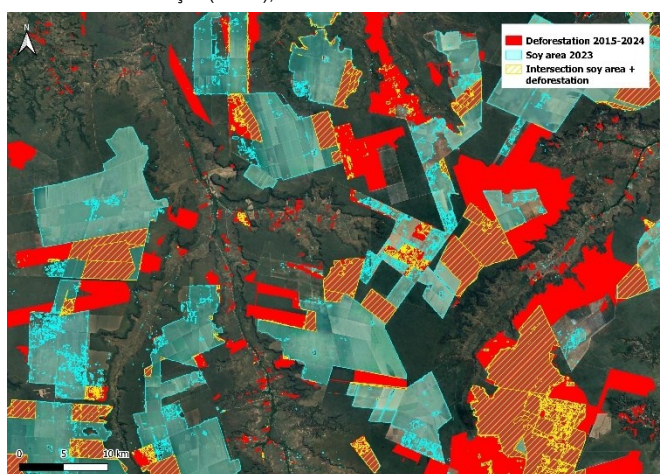 N
Deforestation 2015-2024
Soy area 2023
Intersection soy area +
deforestation
0 5 10 km